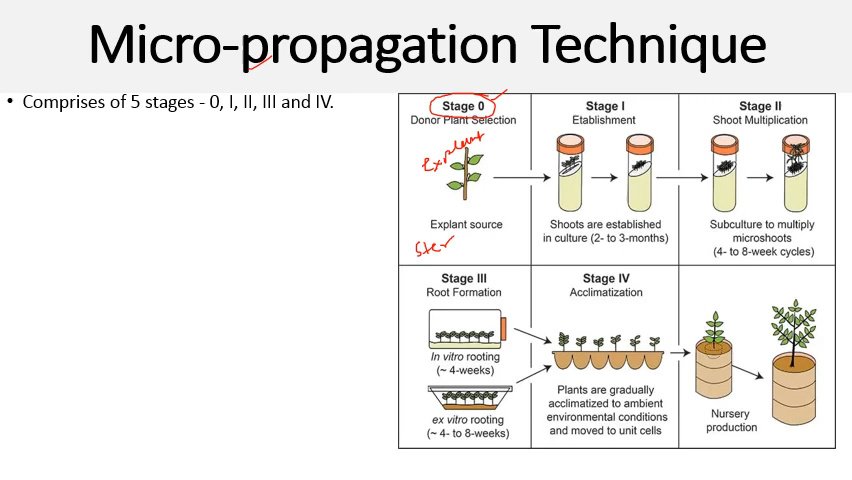 Micro-propagation Technique
• Comprises of 5 stages - 0, I, II, III and IV.
Stage 0
Donor Plant Selection
Explant
Explant source
Ster
Stage I
Etablishment
Shoots are established
in culture (2- to 3-months)
Stage II
Shoot Multiplication
Subculture to multiply
microshoots
(4- to 8-week cycles)
Stage III
Root Formation
In vitro rooting
(~ 4-weeks)
ex vitro rooting
(~ 4- to 8-weeks)
Stage IV
Acclimatization
Plants are gradually
acclimatized to ambient
environmental conditions
and moved to unit cells
Nursery
production